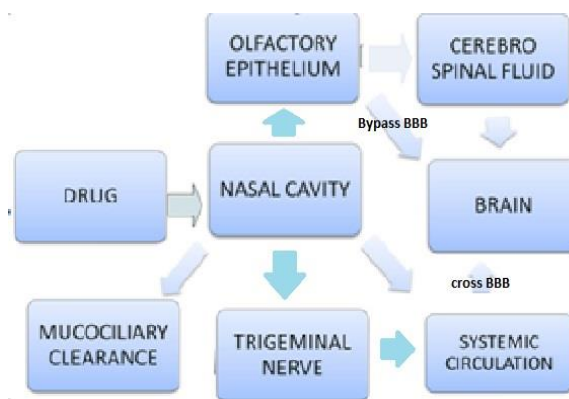 OLFACTORY
EPITHELIUM
CEREBRO
SPINAL FLUID
Bypass BBB
DRUG
NASAL CAVITY
BRAIN
cross BBB
MUCOCILIARY
CLEARANCE
TRIGEMINAL
NERVE
SYSTEMIC
CIRCULATION